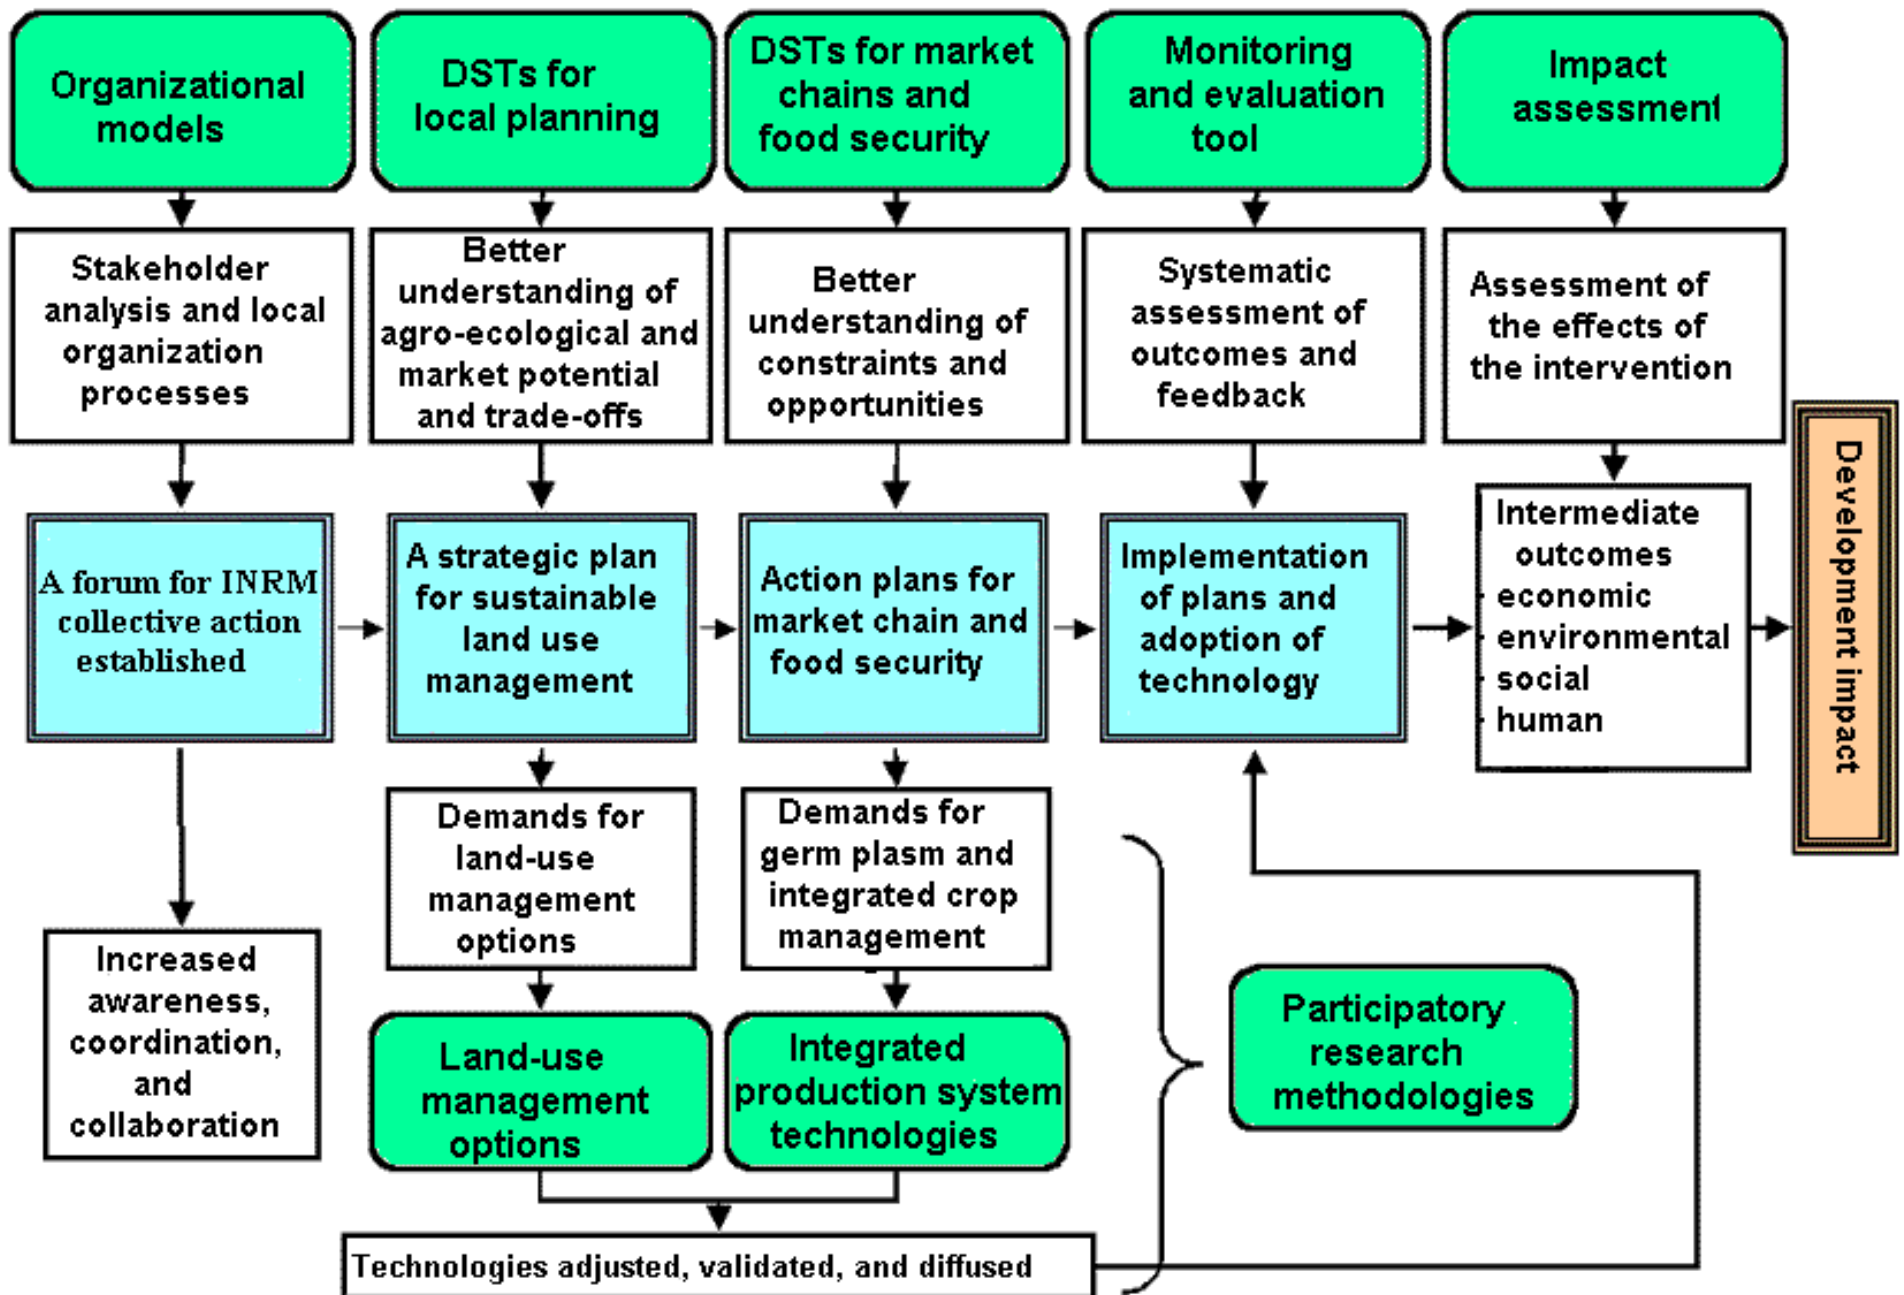 Organizational
models
DSTs for
local planning
DSTs for market
chains and
food security
Monitoring
and evaluation
tool
Impact
assessment
Stakeholder
analysis and local
organization
processes
Better
understanding of
agro-ecological and
market potential
and trade-offs
Better
understanding of
constraints and
opportunities
Systematic
assessment of
outcomes and
feedback
Assessment of
the effects of
the intervention
A forum for INRM
collective action
established
A strategic plan
for sustainable
land use
management
Action plans for
market chain and
food security
Implementation
of plans and
adoption of
technology
Intermediate
outcomes
economic
environmental
social
human
Development impact
Increased
awareness,
coordination,
and
collaboration
Demands for
land-use
management
options
Demands for
germ plasm and
integrated crop
management
Land-use
management
options
Integrated
production system
technologies
Participatory
research
methodologies
Technologies adjusted, validated, and diffused